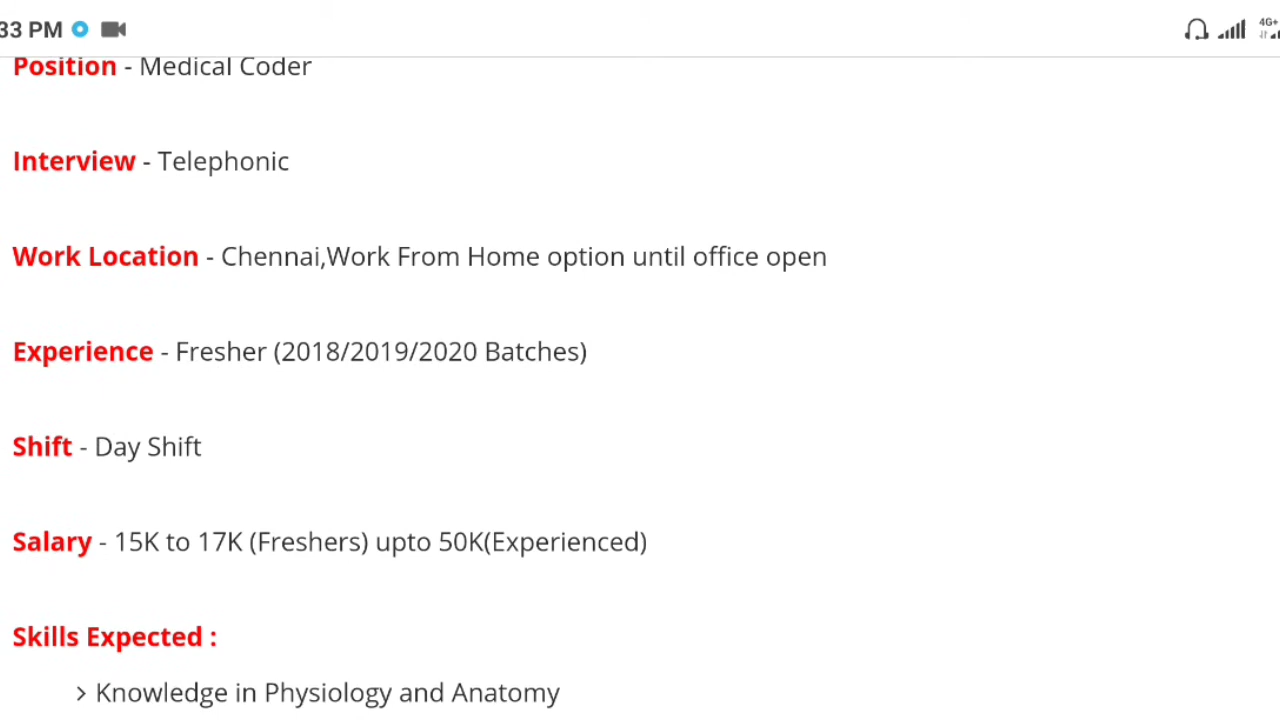 33 PM
4G+
Position - Medical Coder
Interview - Telephonic
Work Location - Chennai,Work From Home option until office open
Experience - Fresher (2018/2019/2020 Batches)
Shift - Day Shift
Salary - 15K to 17K (Freshers) upto 50K(Experienced)
Skills Expected :
> Knowledge in Physiology and Anatomy